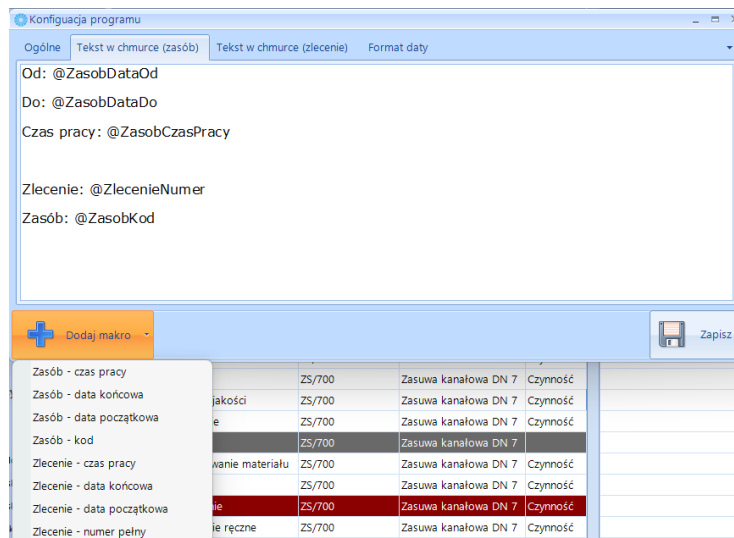 Konfiguacja programu
Ogólne Tekst w chmurce (zasób) Tekst w chmurce (zlecenie) Format daty
Od: @ZasobDataOd
Do: @ZasobDataDo
Czas pracy: @ZasobCzasPracy
Zlecenie: @ZlecenieNumer
Zasób: @ZasobKod
Dodaj makro Zapisz
Zasób - czas pracy
ZS/700 Zasuwa kanałowa DN 7 Czynność
Zasób - data końcowa
jakości ZS/700 Zasuwa kanałowa DN 7 Czynność
Zasób - data początkowa
e ZS/700 Zasuwa kanałowa DN 7 Czynność
Zasób - kod
ZS/700 Zasuwa kanałowa DN 7
Zlecenie - czas pracy
wanie materiału ZS/700 Zasuwa kanałowa DN 7 Czynność
Zlecenie - data końcowa
ZS/700 Zasuwa kanałowa DN 7 Czynność
Zlecenie - data początkowa
ie ZS/700 Zasuwa kanałowa DN 7 Czynność
Zlecenie - numer pełny
ie ręczne ZS/700 Zasuwa kanałowa DN 7 Czynność